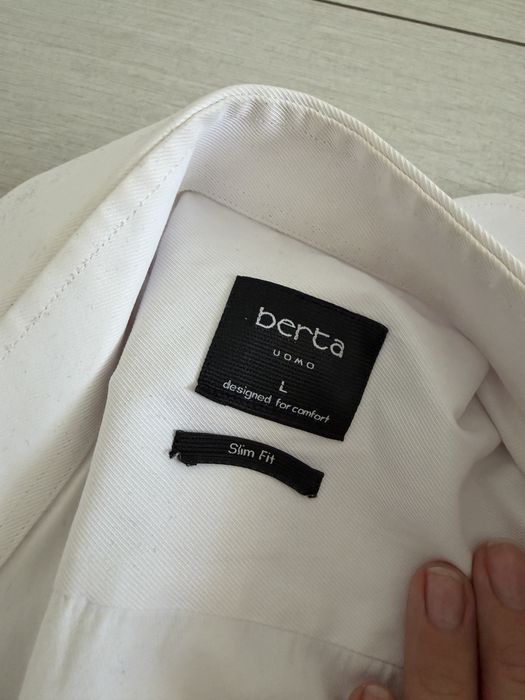 berta
UOMO
L
designed for comfort
Slim Fit